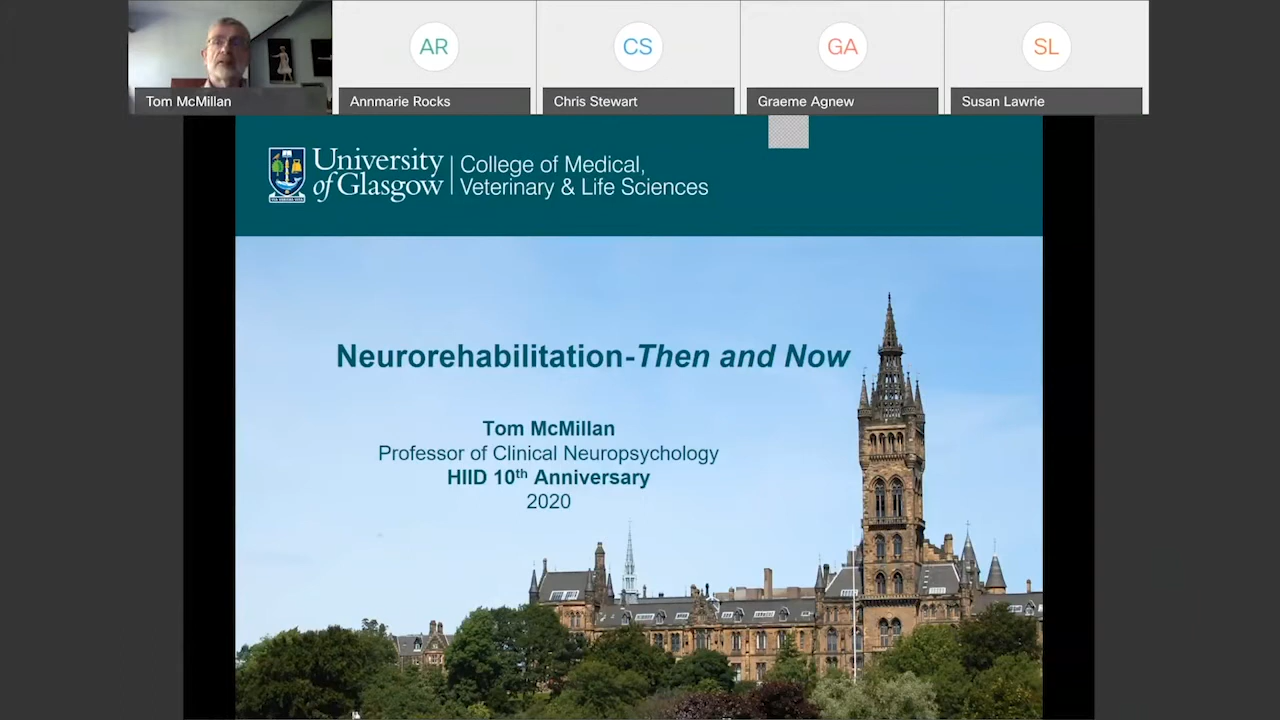 AR
CS
GA
SL
Tom McMillan
Annmarie Rocks
Chris Stewart
Graeme Agnew
Susan Lawrie
University
of Glasgow
College of Medical,
Veterinary & Life Sciences
Neurorehabilitation-Then and Now
Tom McMillan
Professor of Clinical Neuropsychology
HIID 10th Anniversary
2020